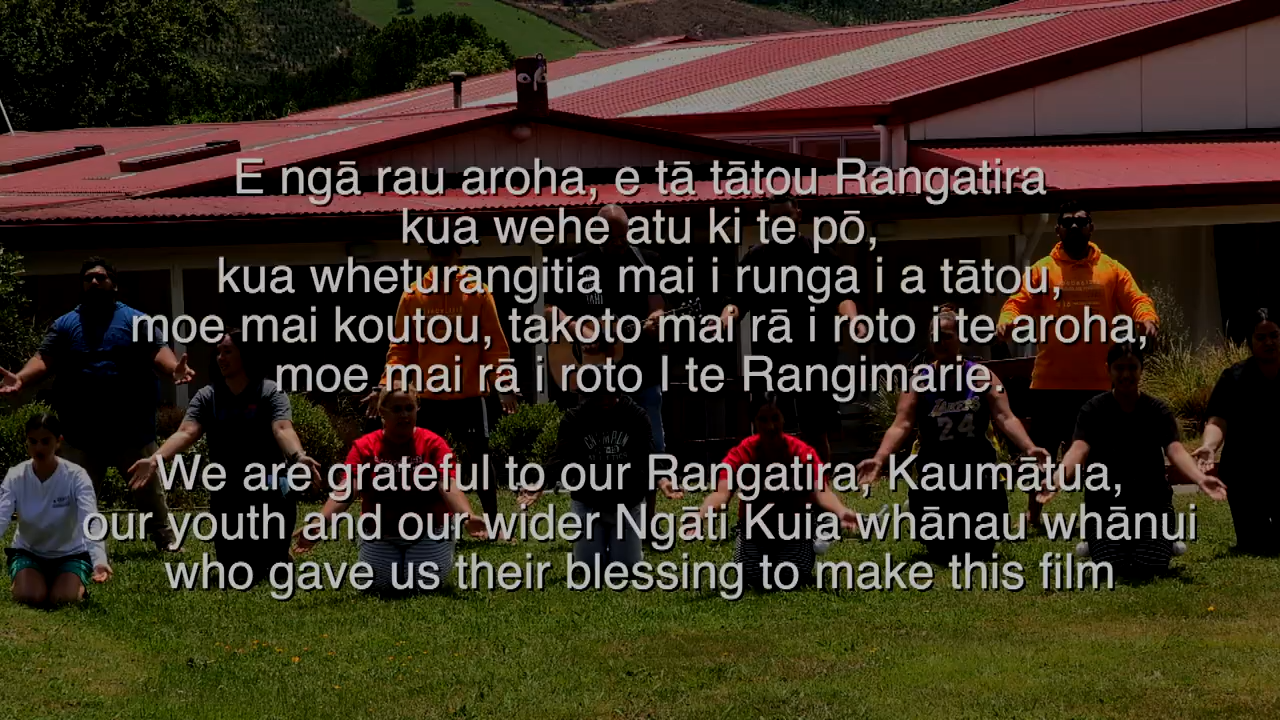 E ngā rau aroha, e tā tātou Rangatira
kua wehe atu ki te pō,
kua wheturangitia mai i runga i a tātou,
moe mai koutou, takoto mai rā i roto i te aroha,
moe mai rā i roto I te Rangimarie.
We are grateful to our Rangatira, Kaumātua,
our youth and our wider Ngāti Kuia whānau whānui
who gave us their blessing to make this film
24